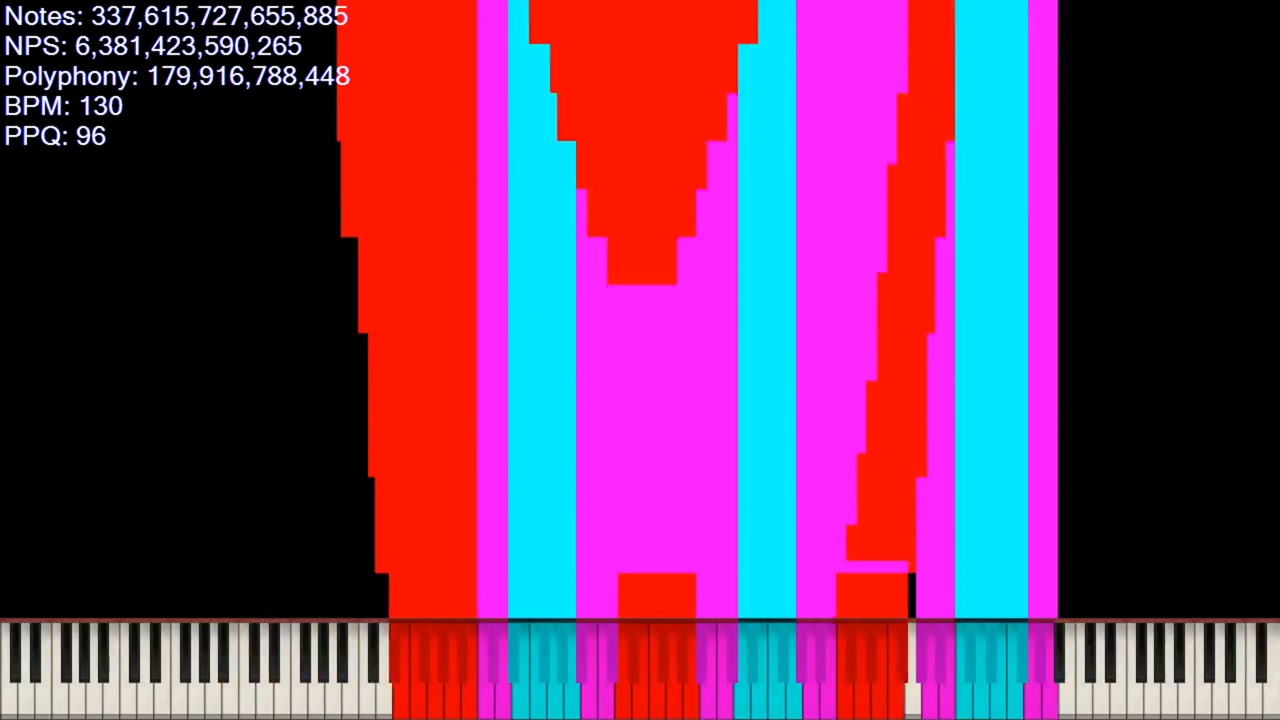 Notes: 337,615,727,655,885
NPS: 6,381,423,590,265
Polyphony: 179,916,788,448
BPM: 130
PPQ: 96